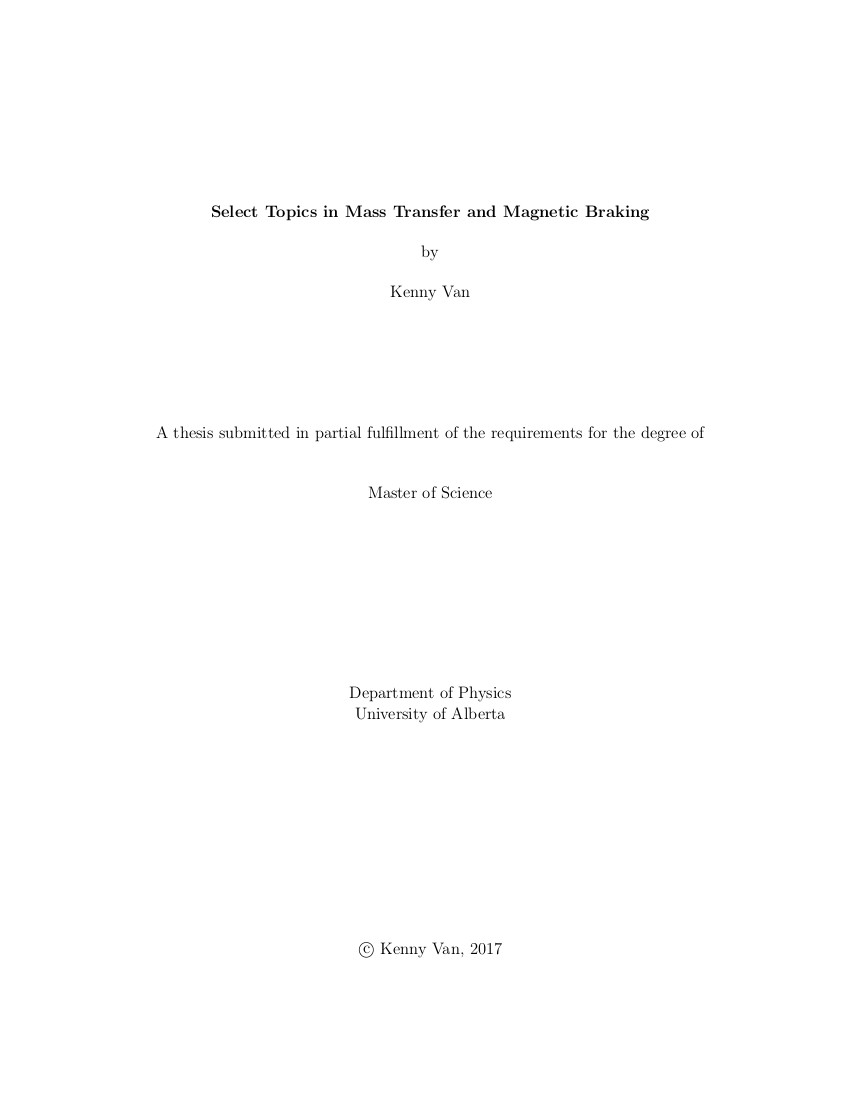 Select Topics in Mass Transfer and Magnetic Braking
by
Kenny Van
A thesis submitted in partial fulfillment of the requirements for the degree of
Master of Science
Department of Physics
University of Alberta
© Kenny Van, 2017